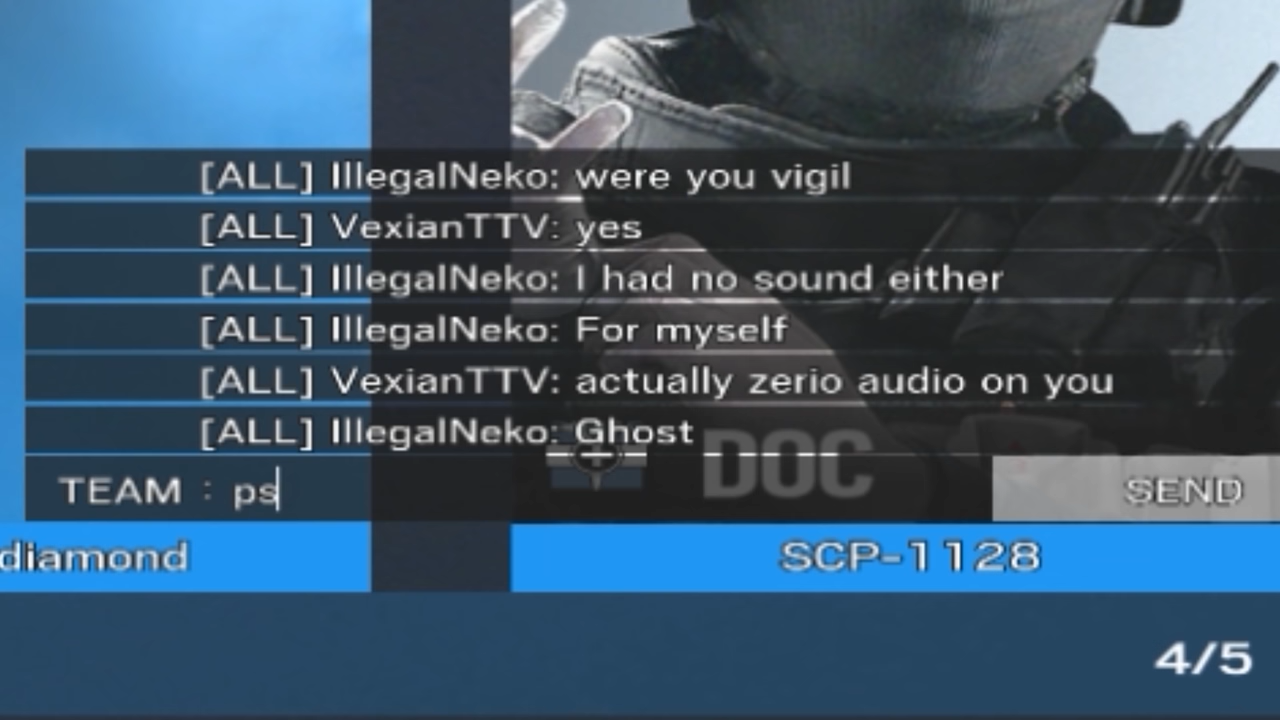 [ALL] IllegalNeko: were you vigil
[ALL] VexianTTV: yes
[ALL] IllegalNeko: I had no sound either
[ALL] IllegalNeko: For myself
[ALL] VexianTTV: actually zerio audio on you
[ALL] IllegalNeko: Ghost
DOC
TEAM : ps
SEND
diamond
SCP-1128
4/5